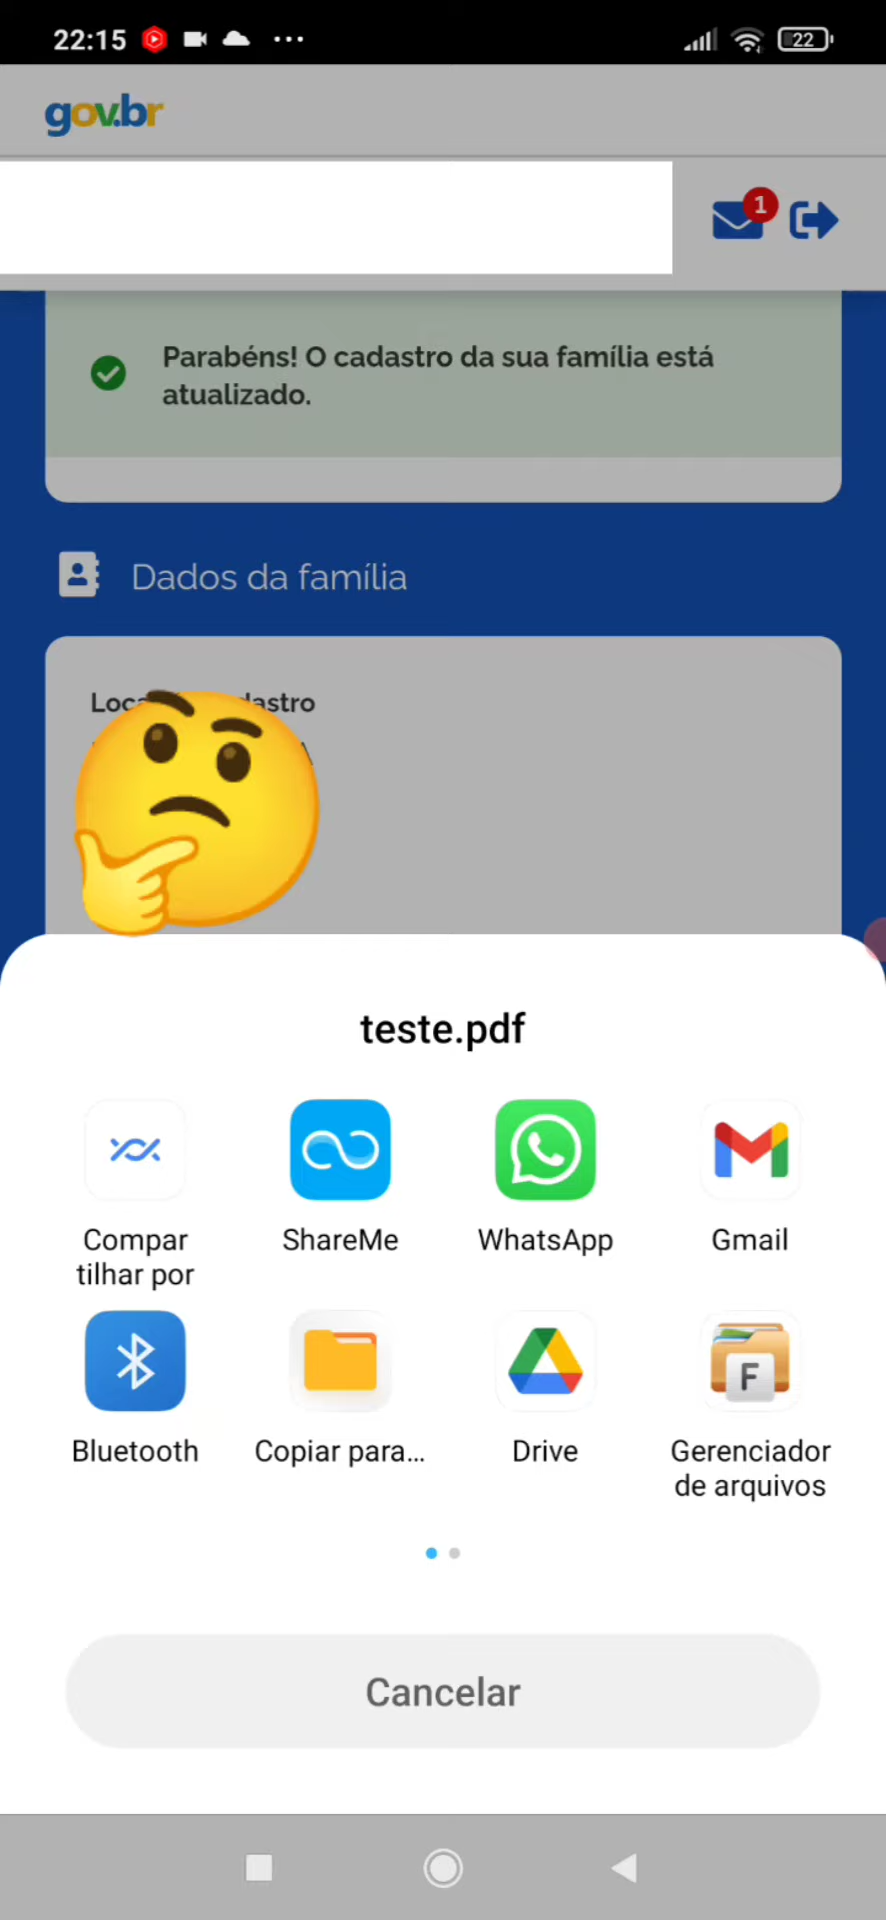 22:15
22
gov.br
1
Parabéns! O cadastro da sua família está
atualizado.
Dados da família
teste.pdf
Compar
tilhar por
ShareMe
WhatsApp
Gmail
Bluetooth
Copiar para...
Drive
F
Gerenciador
de arquivos
Cancelar